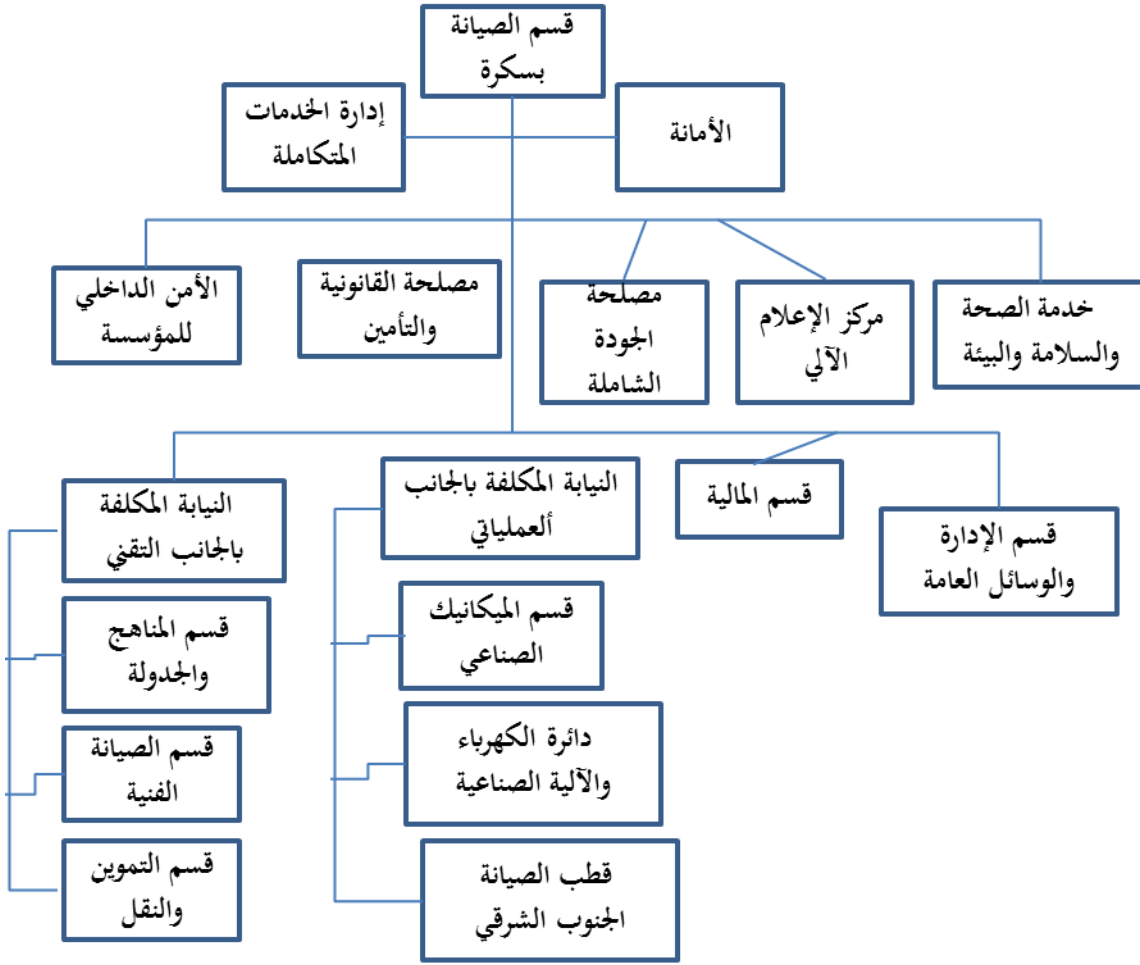 قسم الصيانة
بسكرة
الأمانة
إدارة الخدمات
المتكاملة
خدمة الصحة
والسلامة والبيئة
مركز الإعلام
الآلي
مصلحة
الجودة
الشاملة
مصلحة القانونية
والتأمين
الأمن الداخلي
للمؤسسة
قسم الإدارة
والوسائل العامة
قسم المالية
النيابة المكلفة بالجانب
ألعملياتي
قسم الميكانيك
الصناعي
دائرة الكهرباء
والآلية الصناعية
قطب الصيانة
الجنوب الشرقي
النيابة المكلفة
بالجانب التقني
قسم المناهج
والجدولة
قسم الصيانة
الفنية
قسم التموين
والنقل